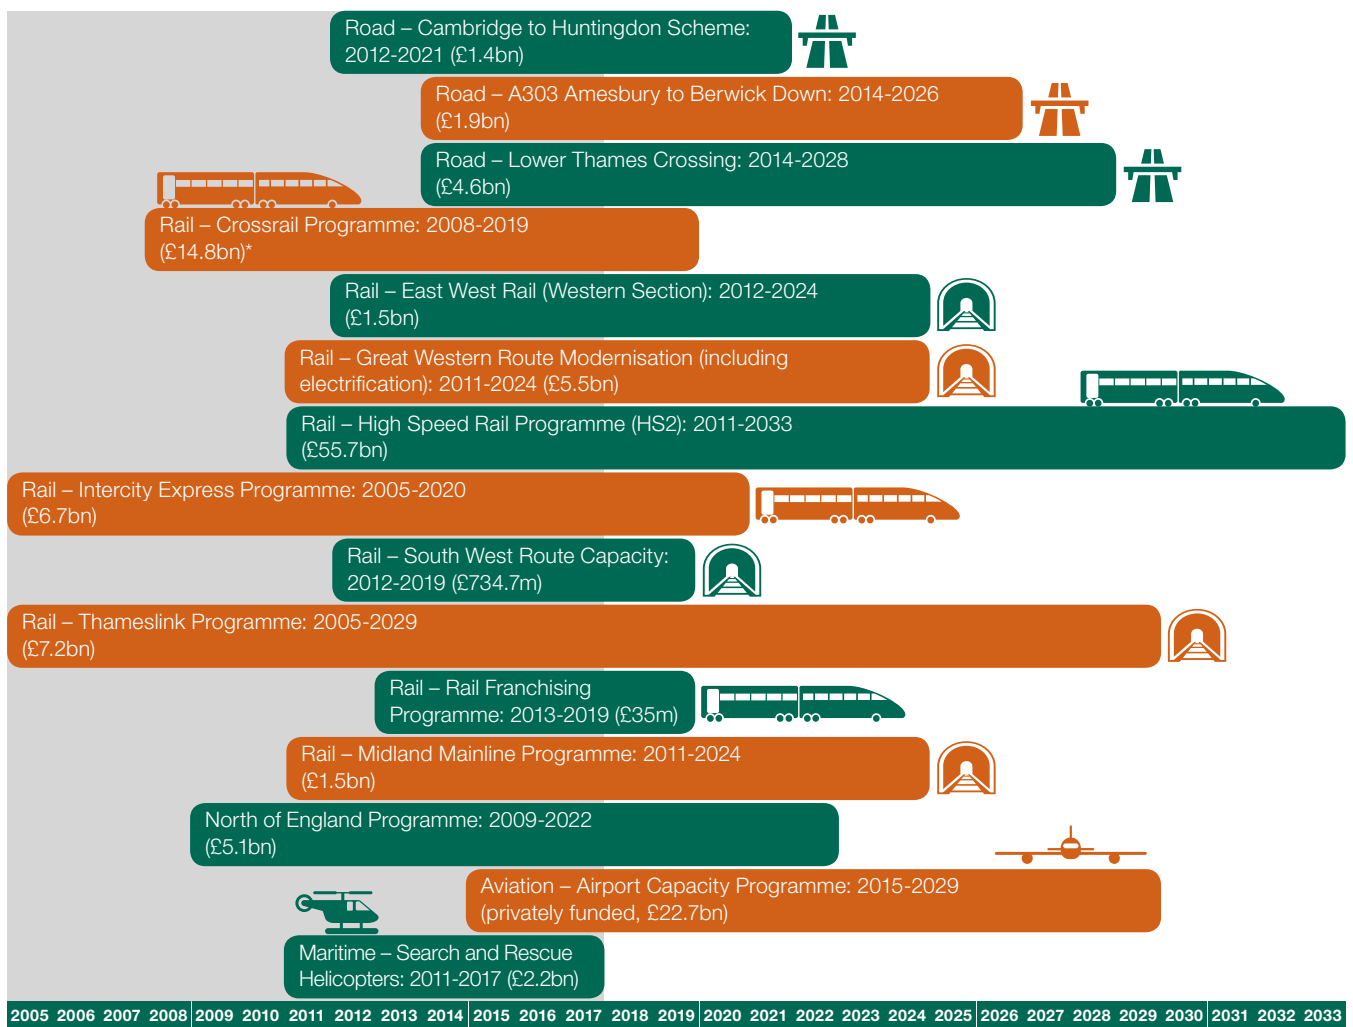 Road – Cambridge to Huntingdon Scheme:
2012-2021 (£1.4bn)
Road – A303 Amesbury to Berwick Down: 2014-2026
(£1.9bn)
Road – Lower Thames Crossing: 2014-2028
(£4.6bn)
Rail – Crossrail Programme: 2008-2019
(£14.8bn)*
Rail – East West Rail (Western Section): 2012-2024
(£1.5bn)
Rail – Great Western Route Modernisation (including
electrification): 2011-2024 (£5.5bn)
Rail – High Speed Rail Programme (HS2): 2011-2033
(£55.7bn)
Rail – Intercity Express Programme: 2005-2020
(£6.7bn)
Rail – South West Route Capacity:
2012-2019 (£734.7m)
Rail – Thameslink Programme: 2005-2029
(£7.2bn)
Rail – Rail Franchising
Programme: 2013-2019 (£35m)
Rail – Midland Mainline Programme: 2011-2024
(£1.5bn)
North of England Programme: 2009-2022
(£5.1bn)
Aviation – Airport Capacity Programme: 2015-2029
(privately funded, £22.7bn)
Maritime – Search and Rescue
Helicopters: 2011-2017 (£2.2bn)
2005 2006 2007 2008 2009 2010 2011 2012 2013 2014 2015 2016 2017 2018 2019 2020 2021 2022 2023 2024 2025 2026 2027 2028 2029 2030 2031 2032 2033